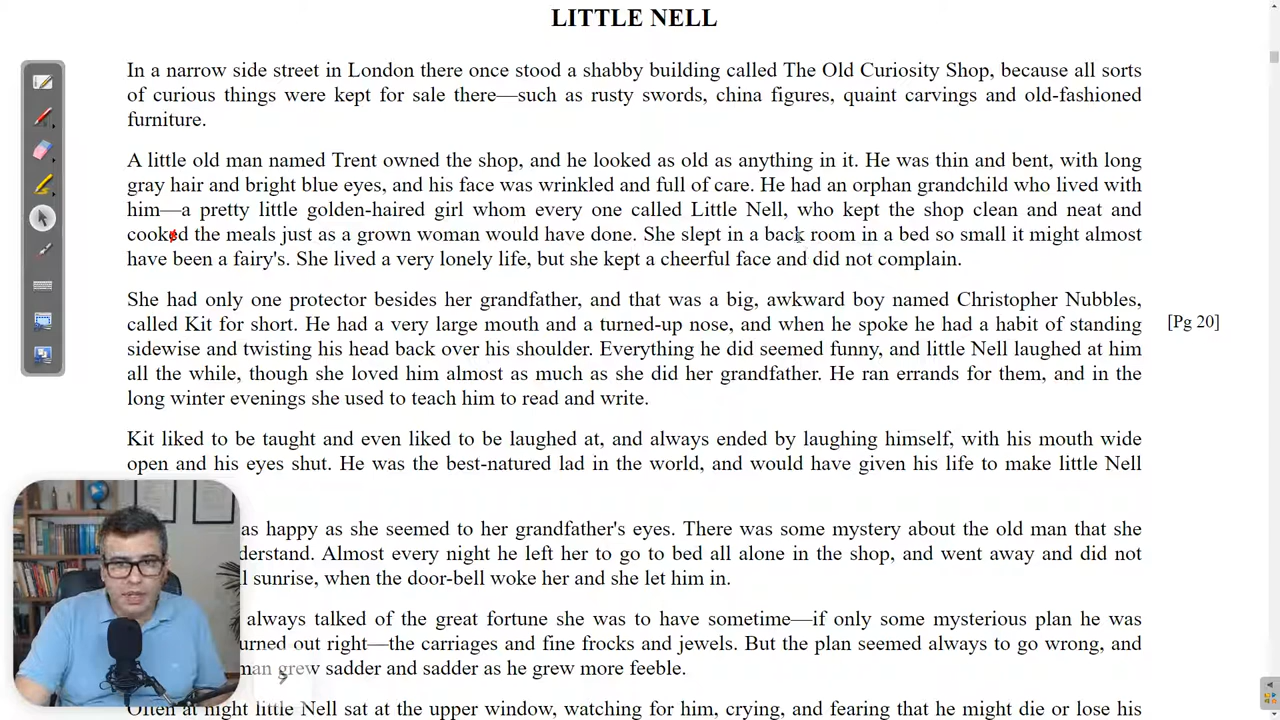 LITTLE NELL
In a narrow side street in London there once stood a shabby building called The Old Curiosity Shop, because all sorts
of curious things were kept for sale there—such as rusty swords, china figures, quaint carvings and old-fashioned
furniture.
A little old man named Trent owned the shop, and he looked as old as anything in it. He was thin and bent, with long
gray hair and bright blue eyes, and his face was wrinkled and full of care. He had an orphan grandchild who lived with
him—a pretty little golden-haired girl whom every one called Little Nell, who kept the shop clean and neat and
cooked the meals just as a grown woman would have done. She slept in a back room in a bed so small it might almost
have been a fairy's. She lived a very lonely life, but she kept a cheerful face and did not complain.
She had only one protector besides her grandfather, and that was a big, awkward boy named Christopher Nubbles,
called Kit for short. He had a very large mouth and a turned-up nose, and when he spoke he had a habit of standing
[Pg 20]
sidewise and twisting his head back over his shoulder. Everything he did seemed funny, and little Nell laughed at him
all the while, though she loved him almost as much as she did her grandfather. He ran errands for them, and in the
long winter evenings she used to teach him to read and write.
Kit liked to be taught and even liked to be laughed at, and always ended by laughing himself, with his mouth wide
open and his eyes shut. He was the best-natured lad in the world, and would have given his life to make little Nell
as happy as she seemed to her grandfather's eyes. There was some mystery about the old man that she
derstand. Almost every night he left her to go to bed all alone in the shop, and went away and did not
l sunrise, when the door-bell woke her and she let him in.
always talked of the great fortune she was to have sometime—if only some mysterious plan he was
urned out right—the carriages and fine frocks and jewels. But the plan seemed always to go wrong, and
man grew sadder and sadder as he grew more feeble.
Often at night little Nell sat at the upper window, watching for him, crying, and fearing that he might die or lose his